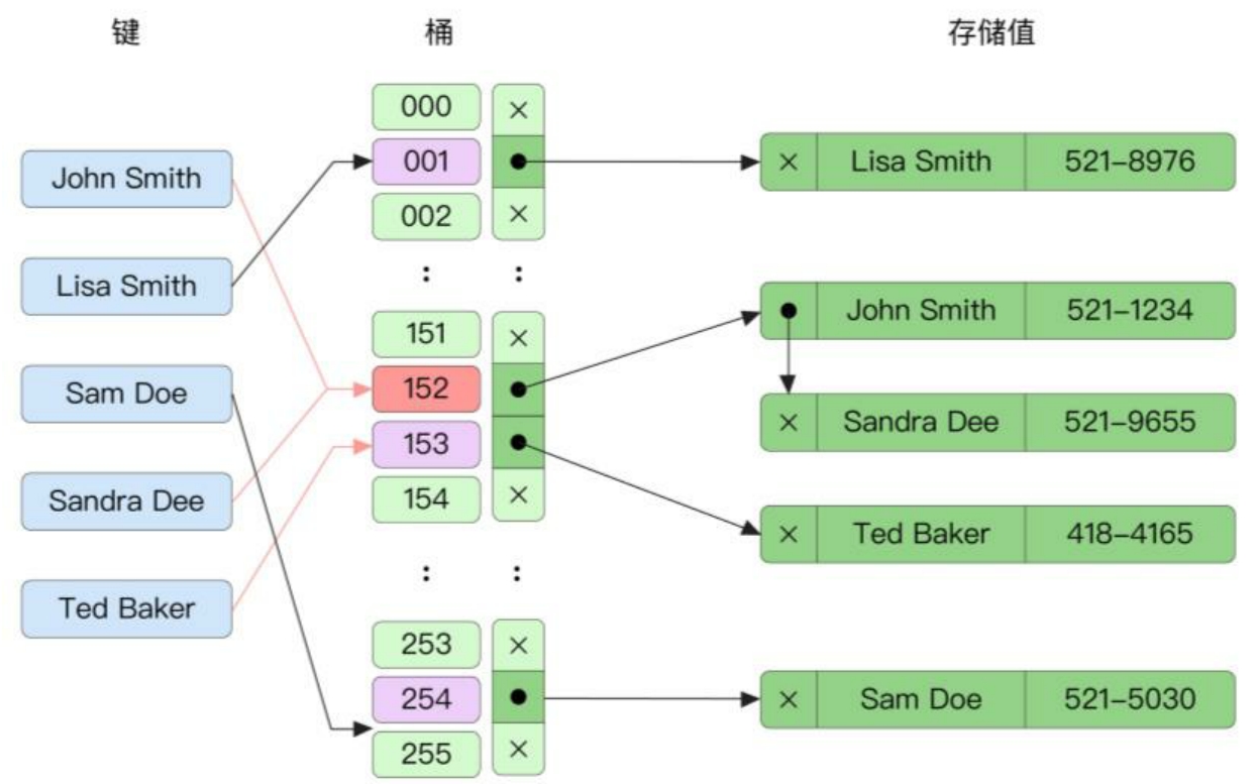 键 桶 存储值
John Smith
Lisa Smith
Sam Doe
Sandra Dee
Ted Baker
000 ×
001
002 ×
: :
151 ×
152
153
154 ×
: :
253 ×
254
255 ×
× Lisa Smith 521-8976
John Smith 521-1234
× Sandra Dee 521-9655
× Ted Baker 418-4165
× Sam Doe 521-5030